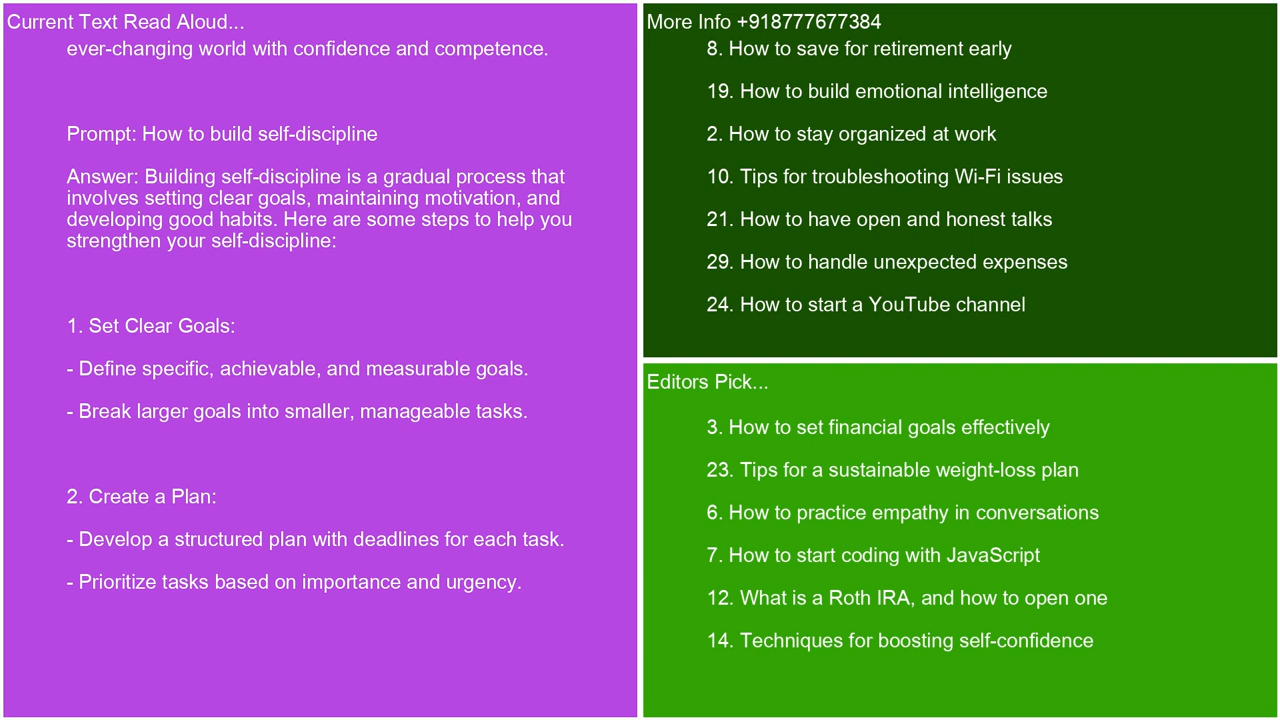 Current Text Read Aloud...
ever-changing world with confidence and competence.
Prompt: How to build self-discipline
Answer: Building self-discipline is a gradual process that
involves setting clear goals, maintaining motivation, and
developing good habits. Here are some steps to help you
strengthen your self-discipline:
1. Set Clear Goals:
- Define specific, achievable, and measurable goals.
- Break larger goals into smaller, manageable tasks.
2. Create a Plan:
- Develop a structured plan with deadlines for each task.
- Prioritize tasks based on importance and urgency.
More Info +918777677384
8. How to save for retirement early
19. How to build emotional intelligence
2. How to stay organized at work
10. Tips for troubleshooting Wi-Fi issues
21. How to have open and honest talks
29. How to handle unexpected expenses
24. How to start a YouTube channel
Editors Pick...
3. How to set financial goals effectively
23. Tips for a sustainable weight-loss plan
6. How to practice empathy in conversations
7. How to start coding with JavaScript
12. What is a Roth IRA, and how to open one
14. Techniques for boosting self-confidence